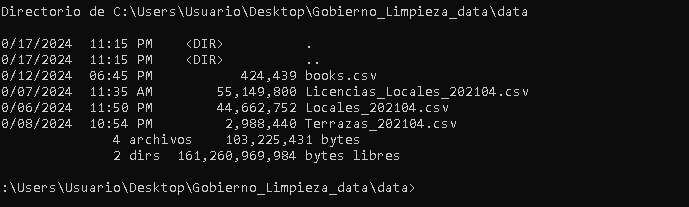 Directorio de C:\Users\Usuario\Desktop\Gobierno_Limpieza_data\data
0/17/2024  11:15 PM    <DIR>          .
0/17/2024  11:15 PM    <DIR>          ..
0/12/2024  06:45 PM           424,439 books.csv
0/07/2024  11:35 AM        55,149,800 Licencias_Locales_202104.csv
0/06/2024  11:50 PM        44,662,752 Locales_202104.csv
0/08/2024  10:54 PM         2,988,440 Terrazas_202104.csv
4 archivos    103,225,431 bytes
2 dirs  161,260,969,984 bytes libres
:\Users\Usuario\Desktop\Gobierno_Limpieza_data\data>